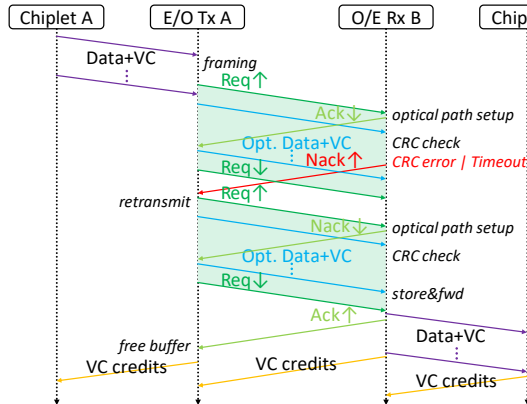 Chiplet A E/O Tx A O/E Rx B Chip
Data+VC
framing
Req↑
Ack↓
optical path setup
Opt. Data+VC
CRC check
Nack↑
CRC error | Timeout
Req↓
Req↑
retransmit
Nack↓
optical path setup
Opt. Data+VC
CRC check
Req↓
store&fwd
Ack↑
Data+VC
free buffer
VC credits
VC credits
VC credits